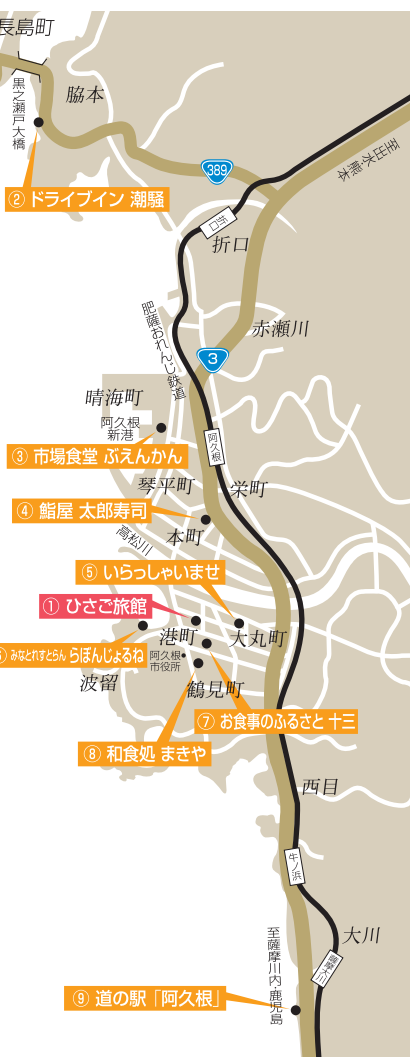 長島町
黒之瀬戸大橋
脇本
389
至出水・熊本
② ドライブイン 潮騒
折口
折口
肥薩おれんじ鉄道
赤瀬川
3
晴海町
阿久根
新港
阿久根
③ 市場食堂 ぶえんかん
琴平町
栄町
④ 鮨屋 太郎寿司
本町
高松川
⑤ いらっしゃいませ
① ひさご旅館
港町
大丸町
⑥ みなとれすとらん らぼんじょるね
阿久根
市役所
波留
鶴見町
⑦ お食事のふるさと 十三
⑧ 和食処 まきや
西目
牛ノ浜
大川
薩摩大川
至薩摩川内・鹿児島
⑨ 道の駅「阿久根」